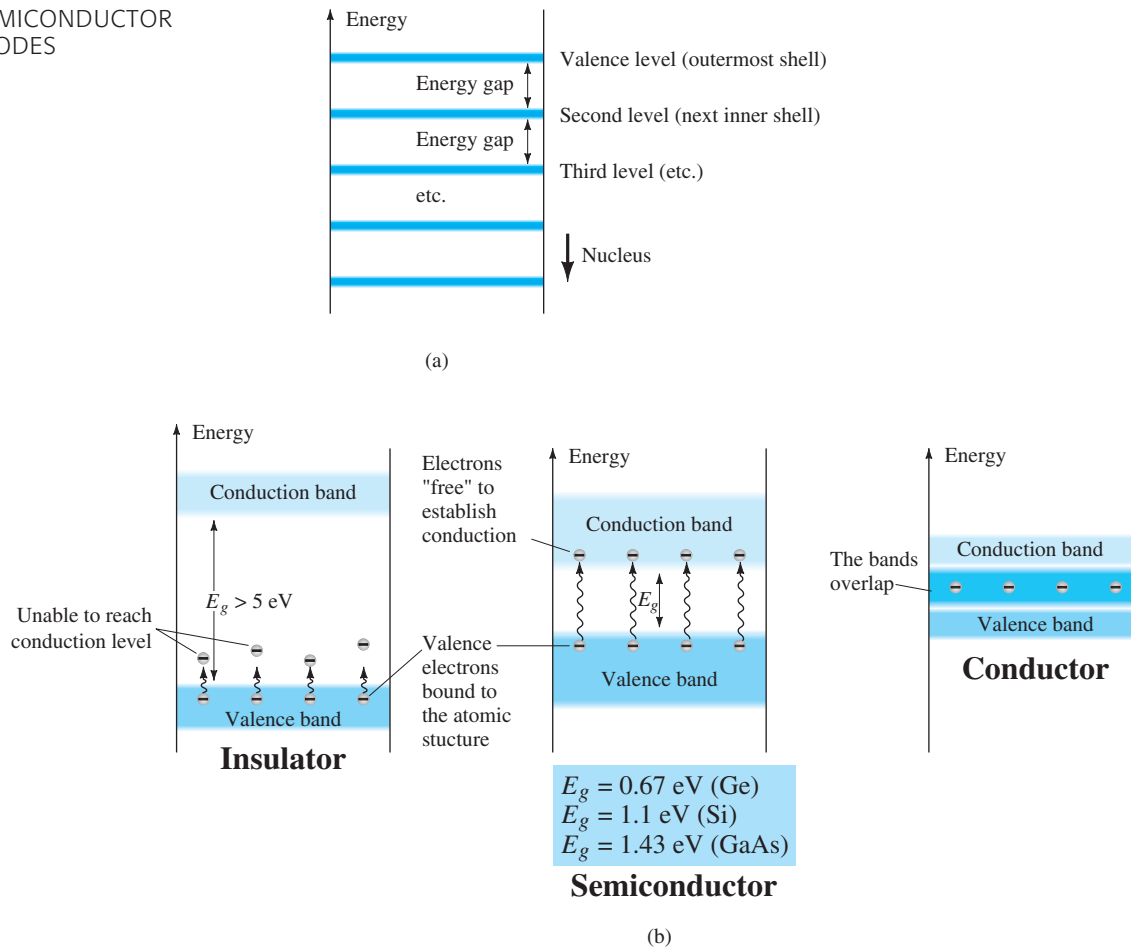 EMICONDUCTOR
ODES
Energy
Valence level (outermost shell)
Energy gap
Second level (next inner shell)
Energy gap
Third level (etc.)
etc.
Nucleus
(a)
Energy
Conduction band
E_g > 5 eV
Unable to reach
conduction level
Valence band
Insulator
Electrons
"free" to
establish
conduction
Energy
Conduction band
E_g
Valence
electrons
bound to
the atomic
stucture
Valence band
E_g = 0.67 eV (Ge)
E_g = 1.1 eV (Si)
E_g = 1.43 eV (GaAs)
Semiconductor
Energy
Conduction band
The bands
overlap
Valence band
Conductor
(b)